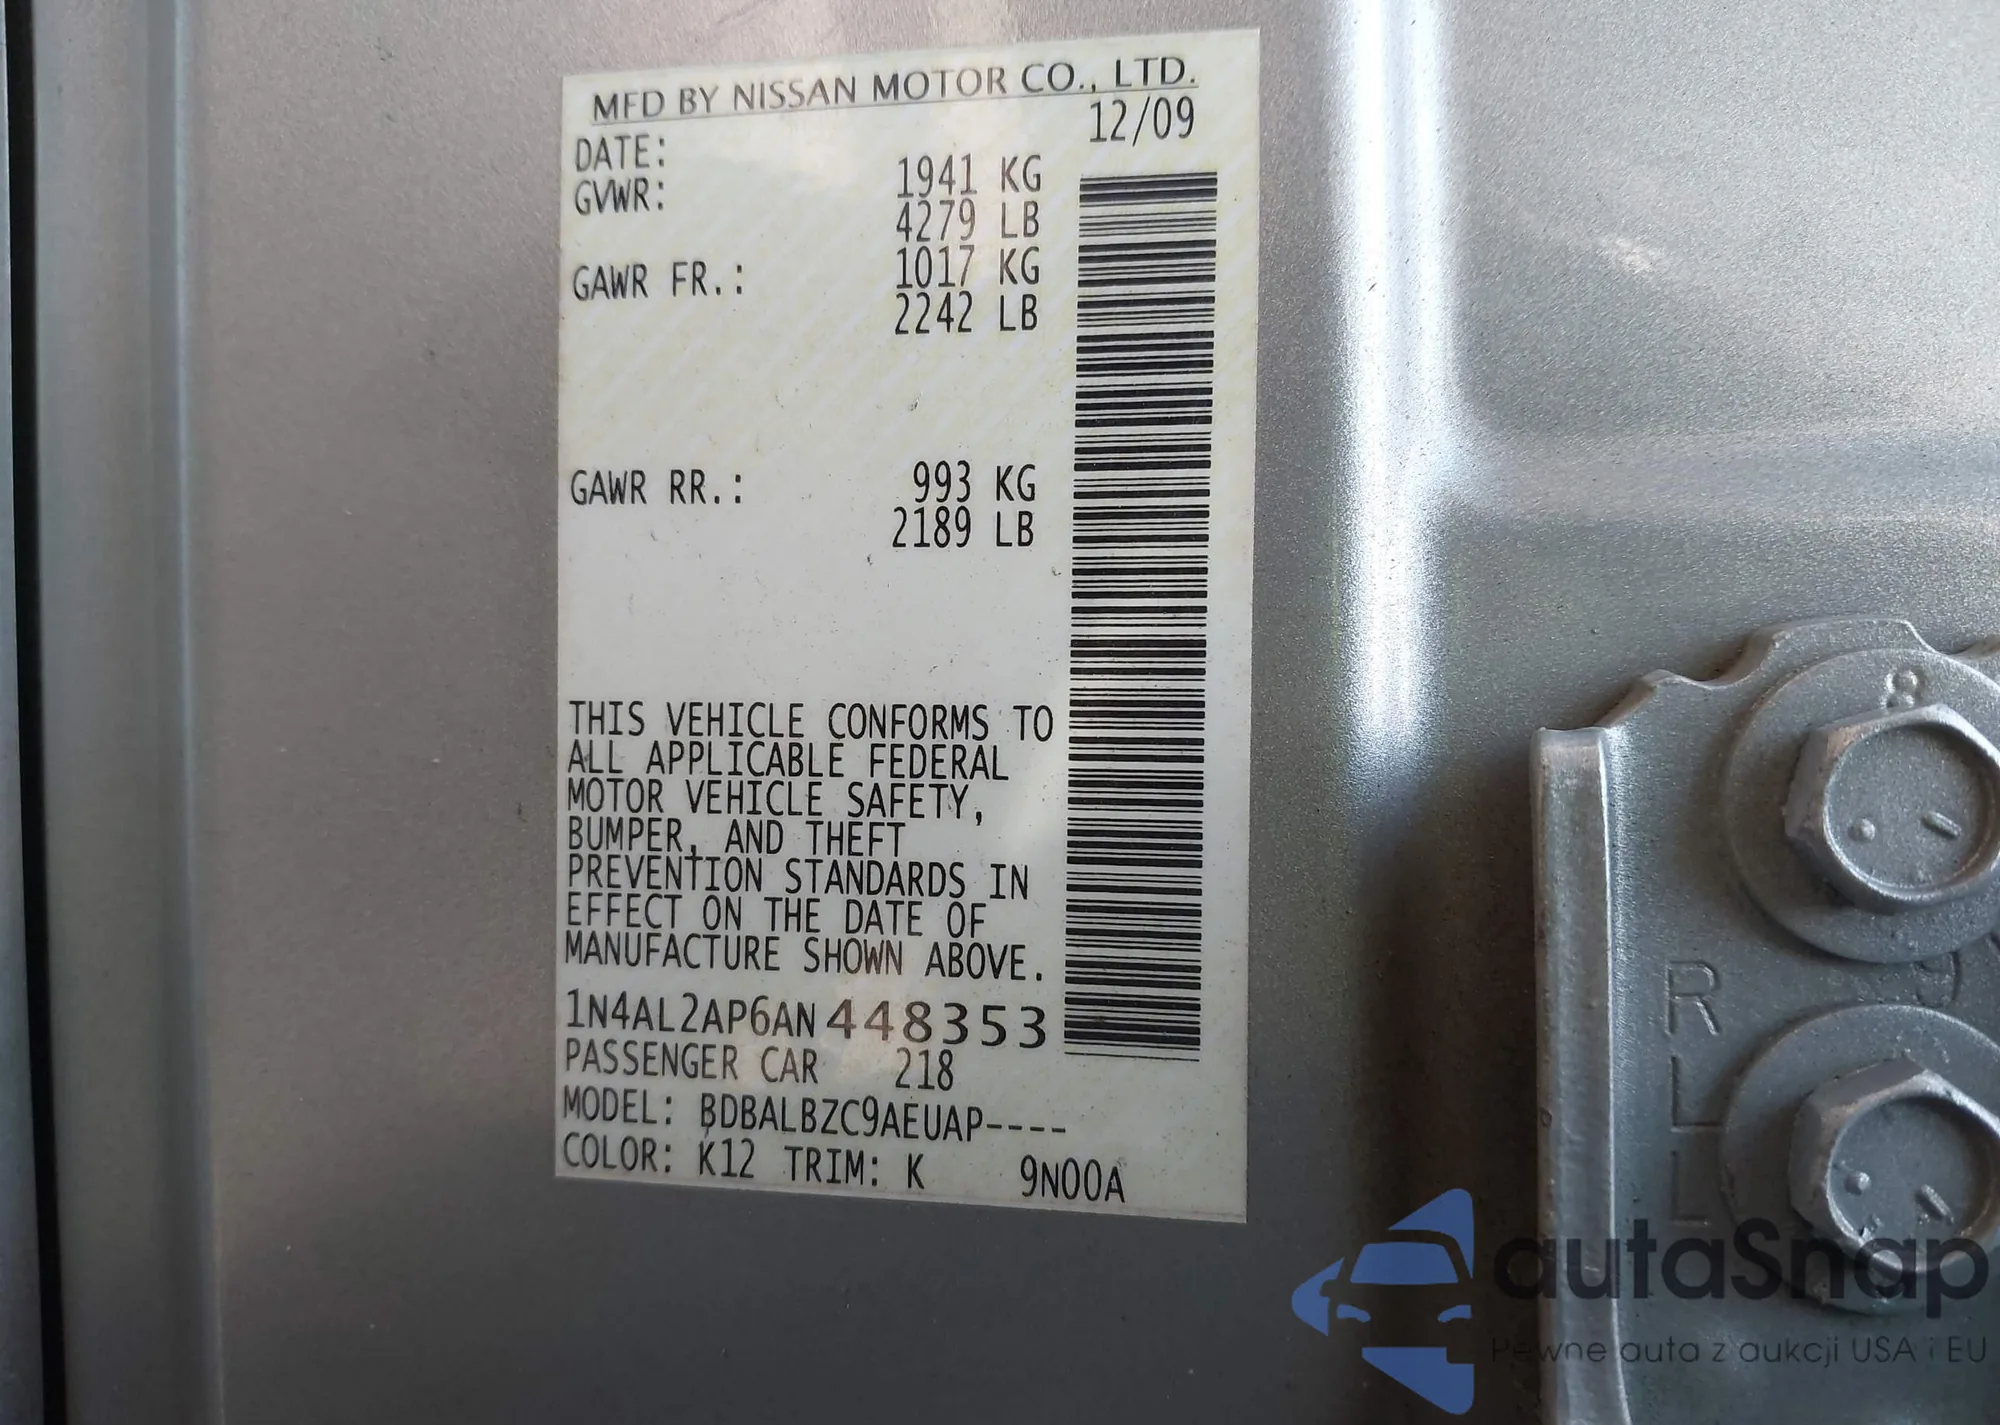 MFD BY NISSAN MOTOR CO., LTD.
DATE: 12/09
GVWR: 1941 KG
4279 LB
GAWR FR.: 1017 KG
2242 LB
GAWR RR.: 993 KG
2189 LB
THIS VEHICLE CONFORMS TO
ALL APPLICABLE FEDERAL
MOTOR VEHICLE SAFETY,
BUMPER, AND THEFT
PREVENTION STANDARDS IN
EFFECT ON THE DATE OF
MANUFACTURE SHOWN ABOVE.
1N4AL2AP6AN448353
PASSENGER CAR 218
MODEL: BDBALBZC9AEUAP----
COLOR: K12 TRIM: K 9N00A
8
9
R
L
L
autaSnap
Pewne auta z aukcji USA i EU